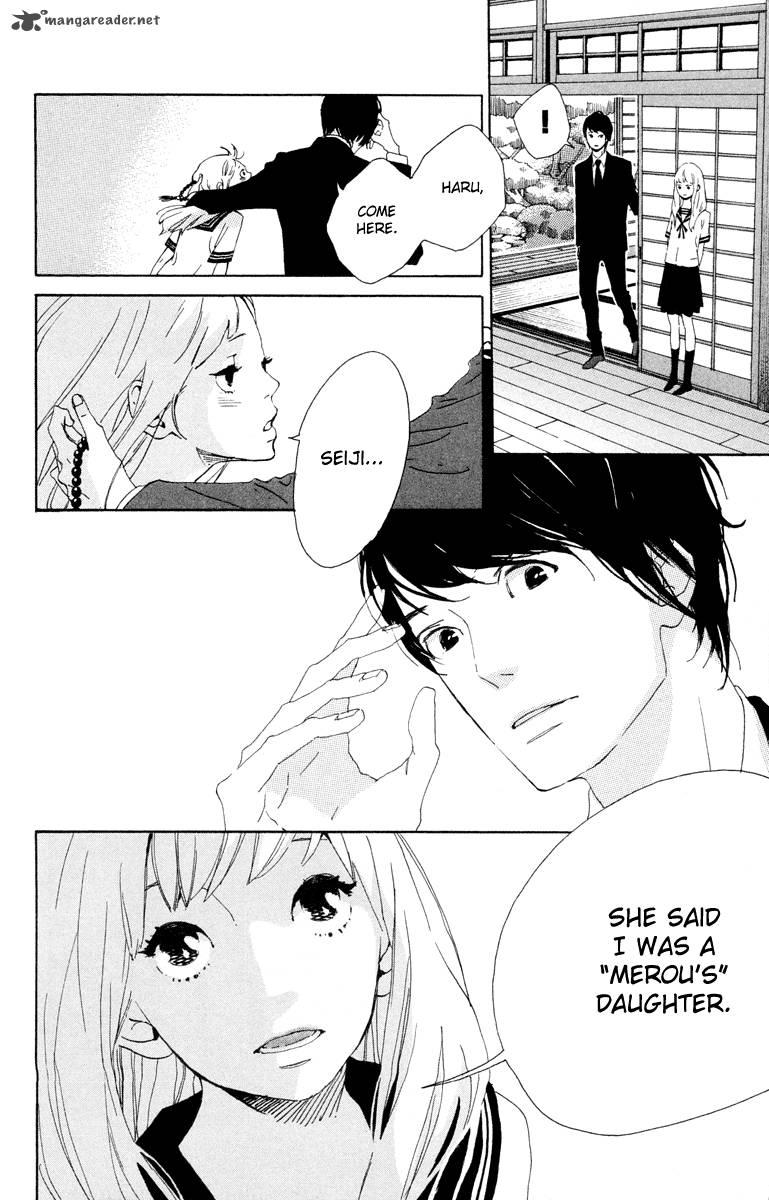 mangareader.net
!
HARU,
COME
HERE.
SEIJI...
SHE SAID
I WAS A
"MEROU'S"
DAUGHTER.